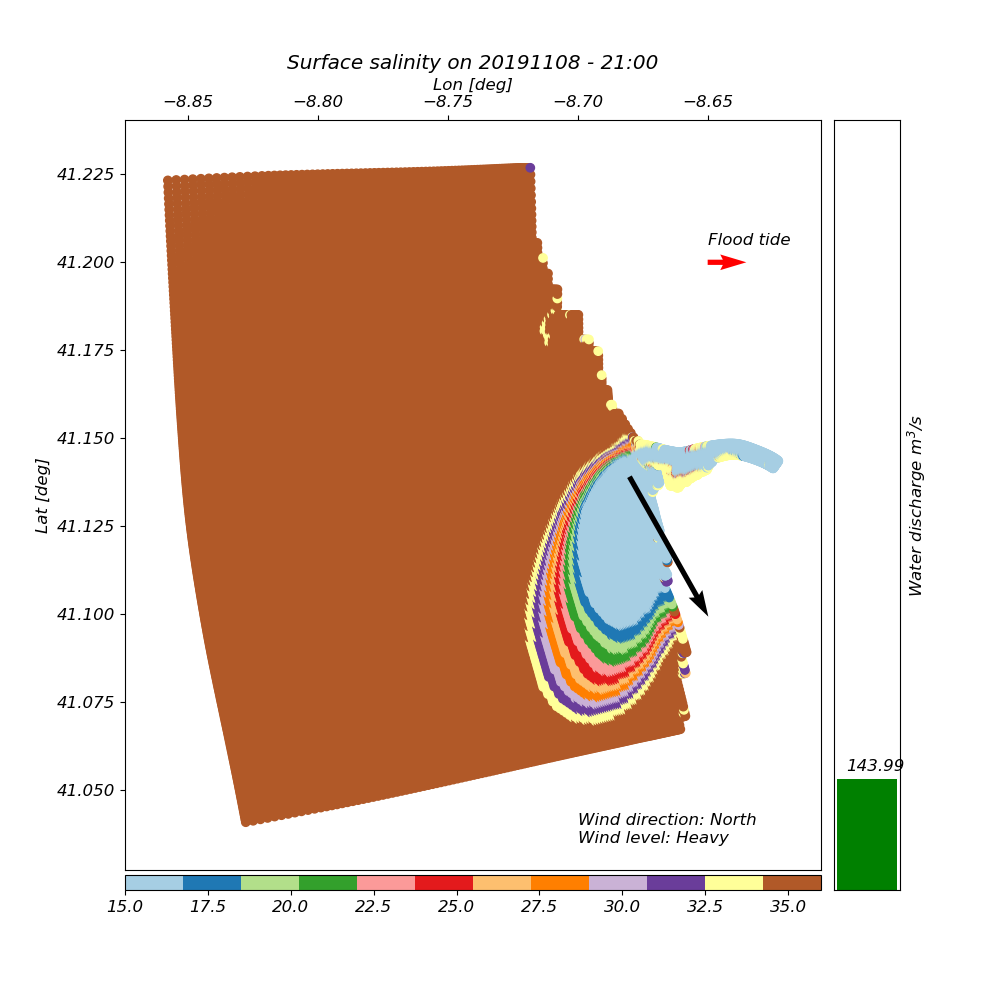 Surface salinity on 20191108 - 21:00
Lon [deg]
−8.85 −8.80 −8.75 −8.70 −8.65
41.225
41.200
41.175
41.150
41.125
41.100
41.075
41.050
Lat [deg]
Flood tide
Wind direction: North
Wind level: Heavy
Water discharge m³/s
143.99
15.0 17.5 20.0 22.5 25.0 27.5 30.0 32.5 35.0